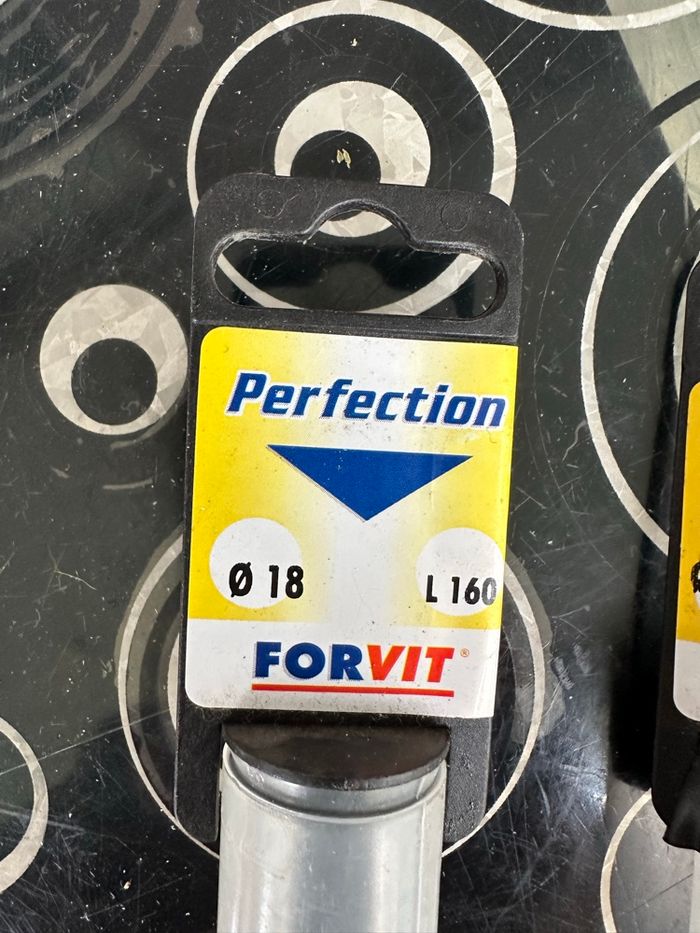 Perfection
Ø 18 L 160
FORVIT®